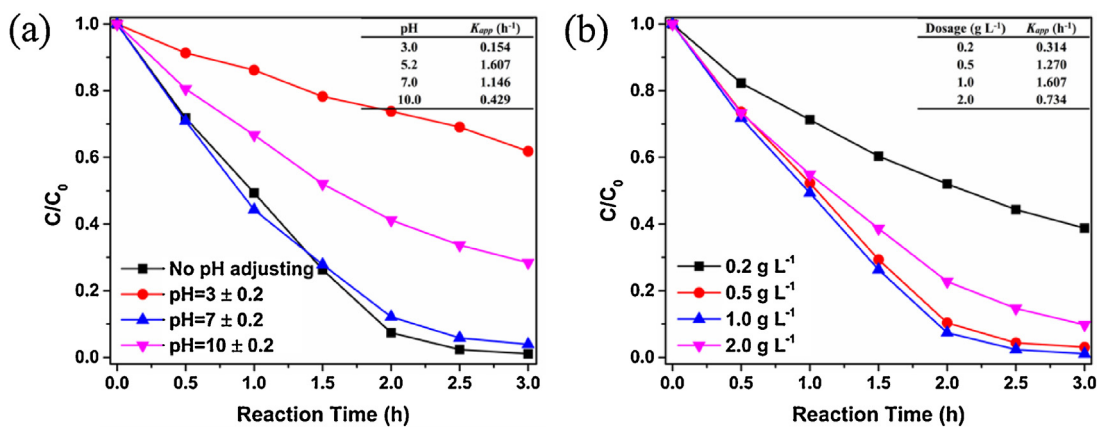 (a)
pH K_app (h⁻¹)
3.0 0.154
5.2 1.607
7.0 1.146
10.0 0.429
1.0
0.8
0.6
0.4
0.2
0.0
C/C₀
No pH adjusting
pH=3 ± 0.2
pH=7 ± 0.2
pH=10 ± 0.2
0.0 0.5 1.0 1.5 2.0 2.5 3.0
Reaction Time (h)
(b)
Dosage (g L⁻¹) K_app (h⁻¹)
0.2 0.314
0.5 1.270
1.0 1.607
2.0 0.734
1.0
0.8
0.6
0.4
0.2
0.0
C/C₀
0.2 g L⁻¹
0.5 g L⁻¹
1.0 g L⁻¹
2.0 g L⁻¹
0.0 0.5 1.0 1.5 2.0 2.5 3.0
Reaction Time (h)